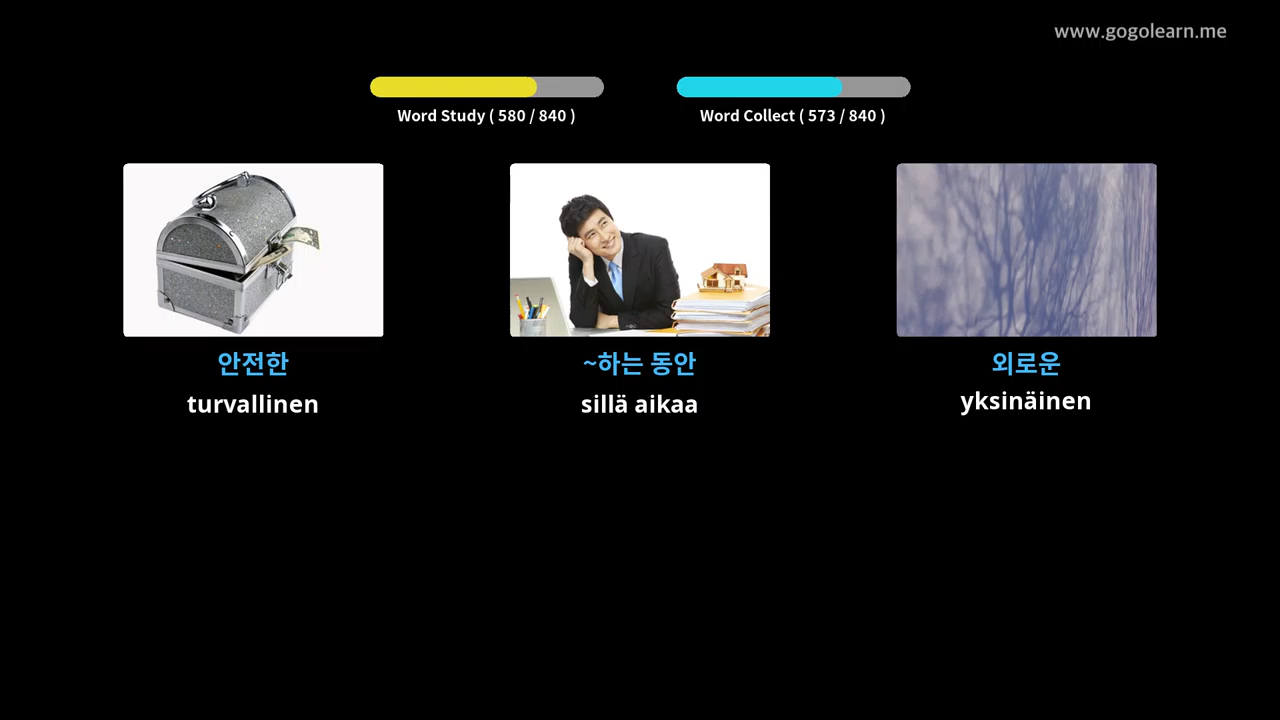 www.gogolearn.me
Word Study ( 580 / 840 )
Word Collect ( 573 / 840 )
안전한
~하는 동안
외로운
turvallinen
sillä aikaa
yksinäinen